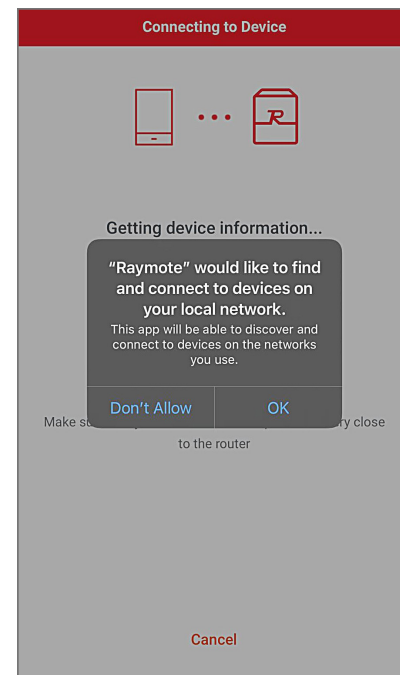 Connecting to Device
R
Getting device information...
“Raymote” would like to find
and connect to devices on
your local network.
This app will be able to discover and
connect to devices on the networks
you use.
Don’t Allow
OK
Make close
to the router
Cancel